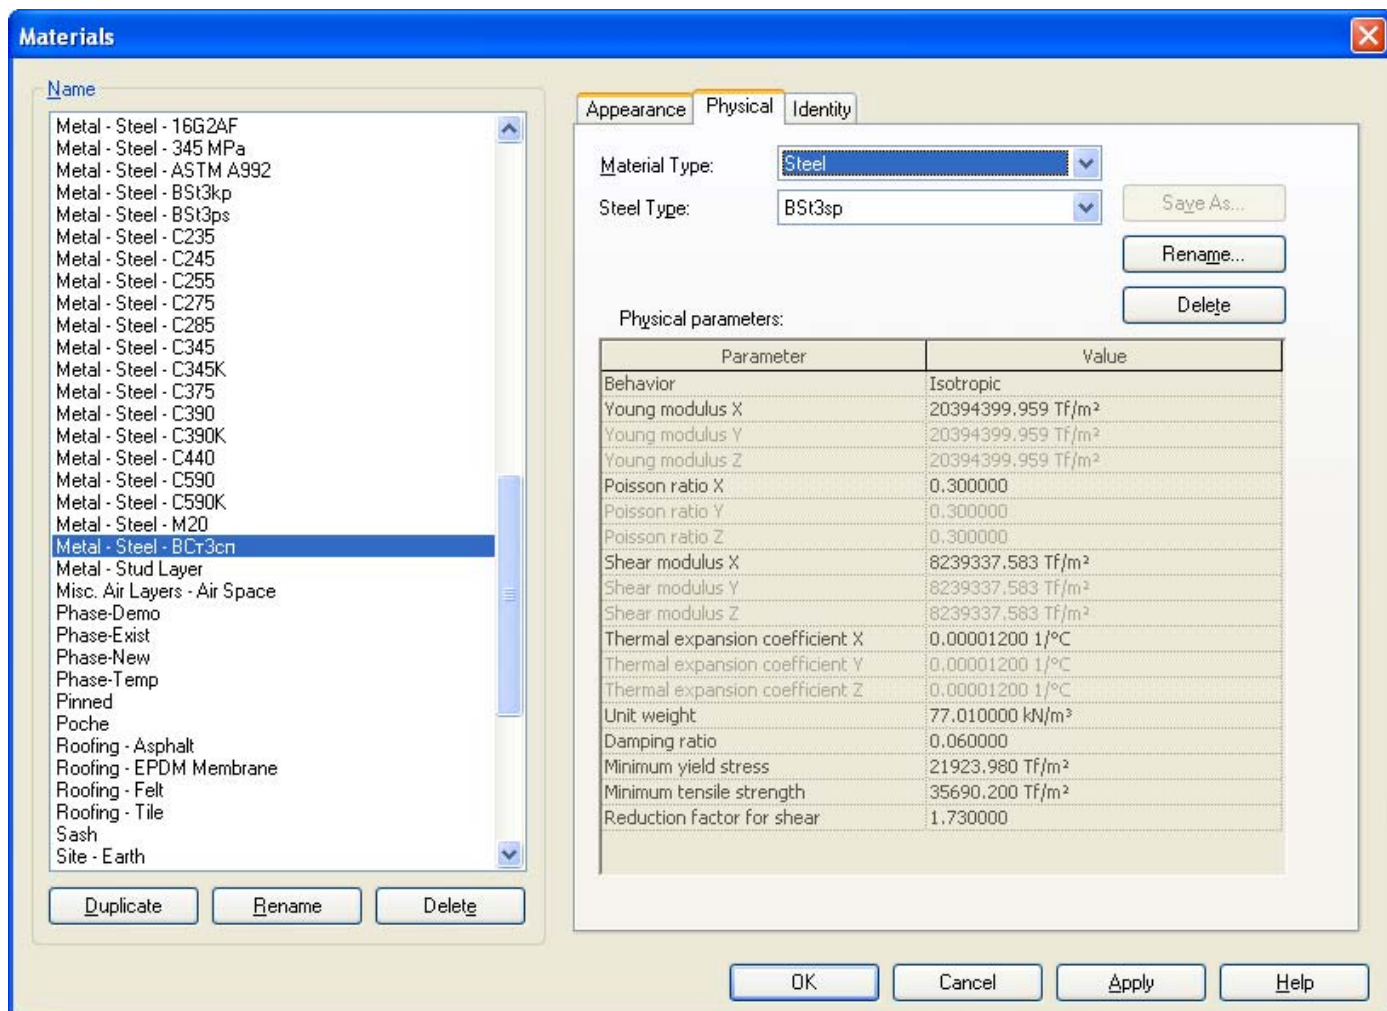 Materials
Name
Metal - Steel - 16G2AF
Metal - Steel - 345 MPa
Metal - Steel - ASTM A992
Metal - Steel - BSt3kp
Metal - Steel - BSt3ps
Metal - Steel - C235
Metal - Steel - C245
Metal - Steel - C255
Metal - Steel - C275
Metal - Steel - C285
Metal - Steel - C345
Metal - Steel - C345K
Metal - Steel - C375
Metal - Steel - C390
Metal - Steel - C390K
Metal - Steel - C440
Metal - Steel - C590
Metal - Steel - C590K
Metal - Steel - M20
Metal - Steel - ВСт3сп
Metal - Stud Layer
Misc. Air Layers - Air Space
Phase-Demo
Phase-Exist
Phase-New
Phase-Temp
Pinned
Poche
Roofing - Asphalt
Roofing - EPDM Membrane
Roofing - Felt
Roofing - Tile
Sash
Site - Earth
Duplicate Rename Delete
Appearance Physical Identity
Material Type: Steel
Steel Type: BSt3sp
Save As...
Rename...
Delete
Physical parameters:
Parameter Value
Behavior Isotropic
Young modulus X 20394399.959 Tf/m²
Young modulus Y 20394399.959 Tf/m²
Young modulus Z 20394399.959 Tf/m²
Poisson ratio X 0.300000
Poisson ratio Y 0.300000
Poisson ratio Z 0.300000
Shear modulus X 8239337.583 Tf/m²
Shear modulus Y 8239337.583 Tf/m²
Shear modulus Z 8239337.583 Tf/m²
Thermal expansion coefficient X 0.00001200 1/°C
Thermal expansion coefficient Y 0.00001200 1/°C
Thermal expansion coefficient Z 0.00001200 1/°C
Unit weight 77.010000 kN/m³
Damping ratio 0.060000
Minimum yield stress 21923.980 Tf/m²
Minimum tensile strength 35690.200 Tf/m²
Reduction factor for shear 1.730000
OK Cancel Apply Help